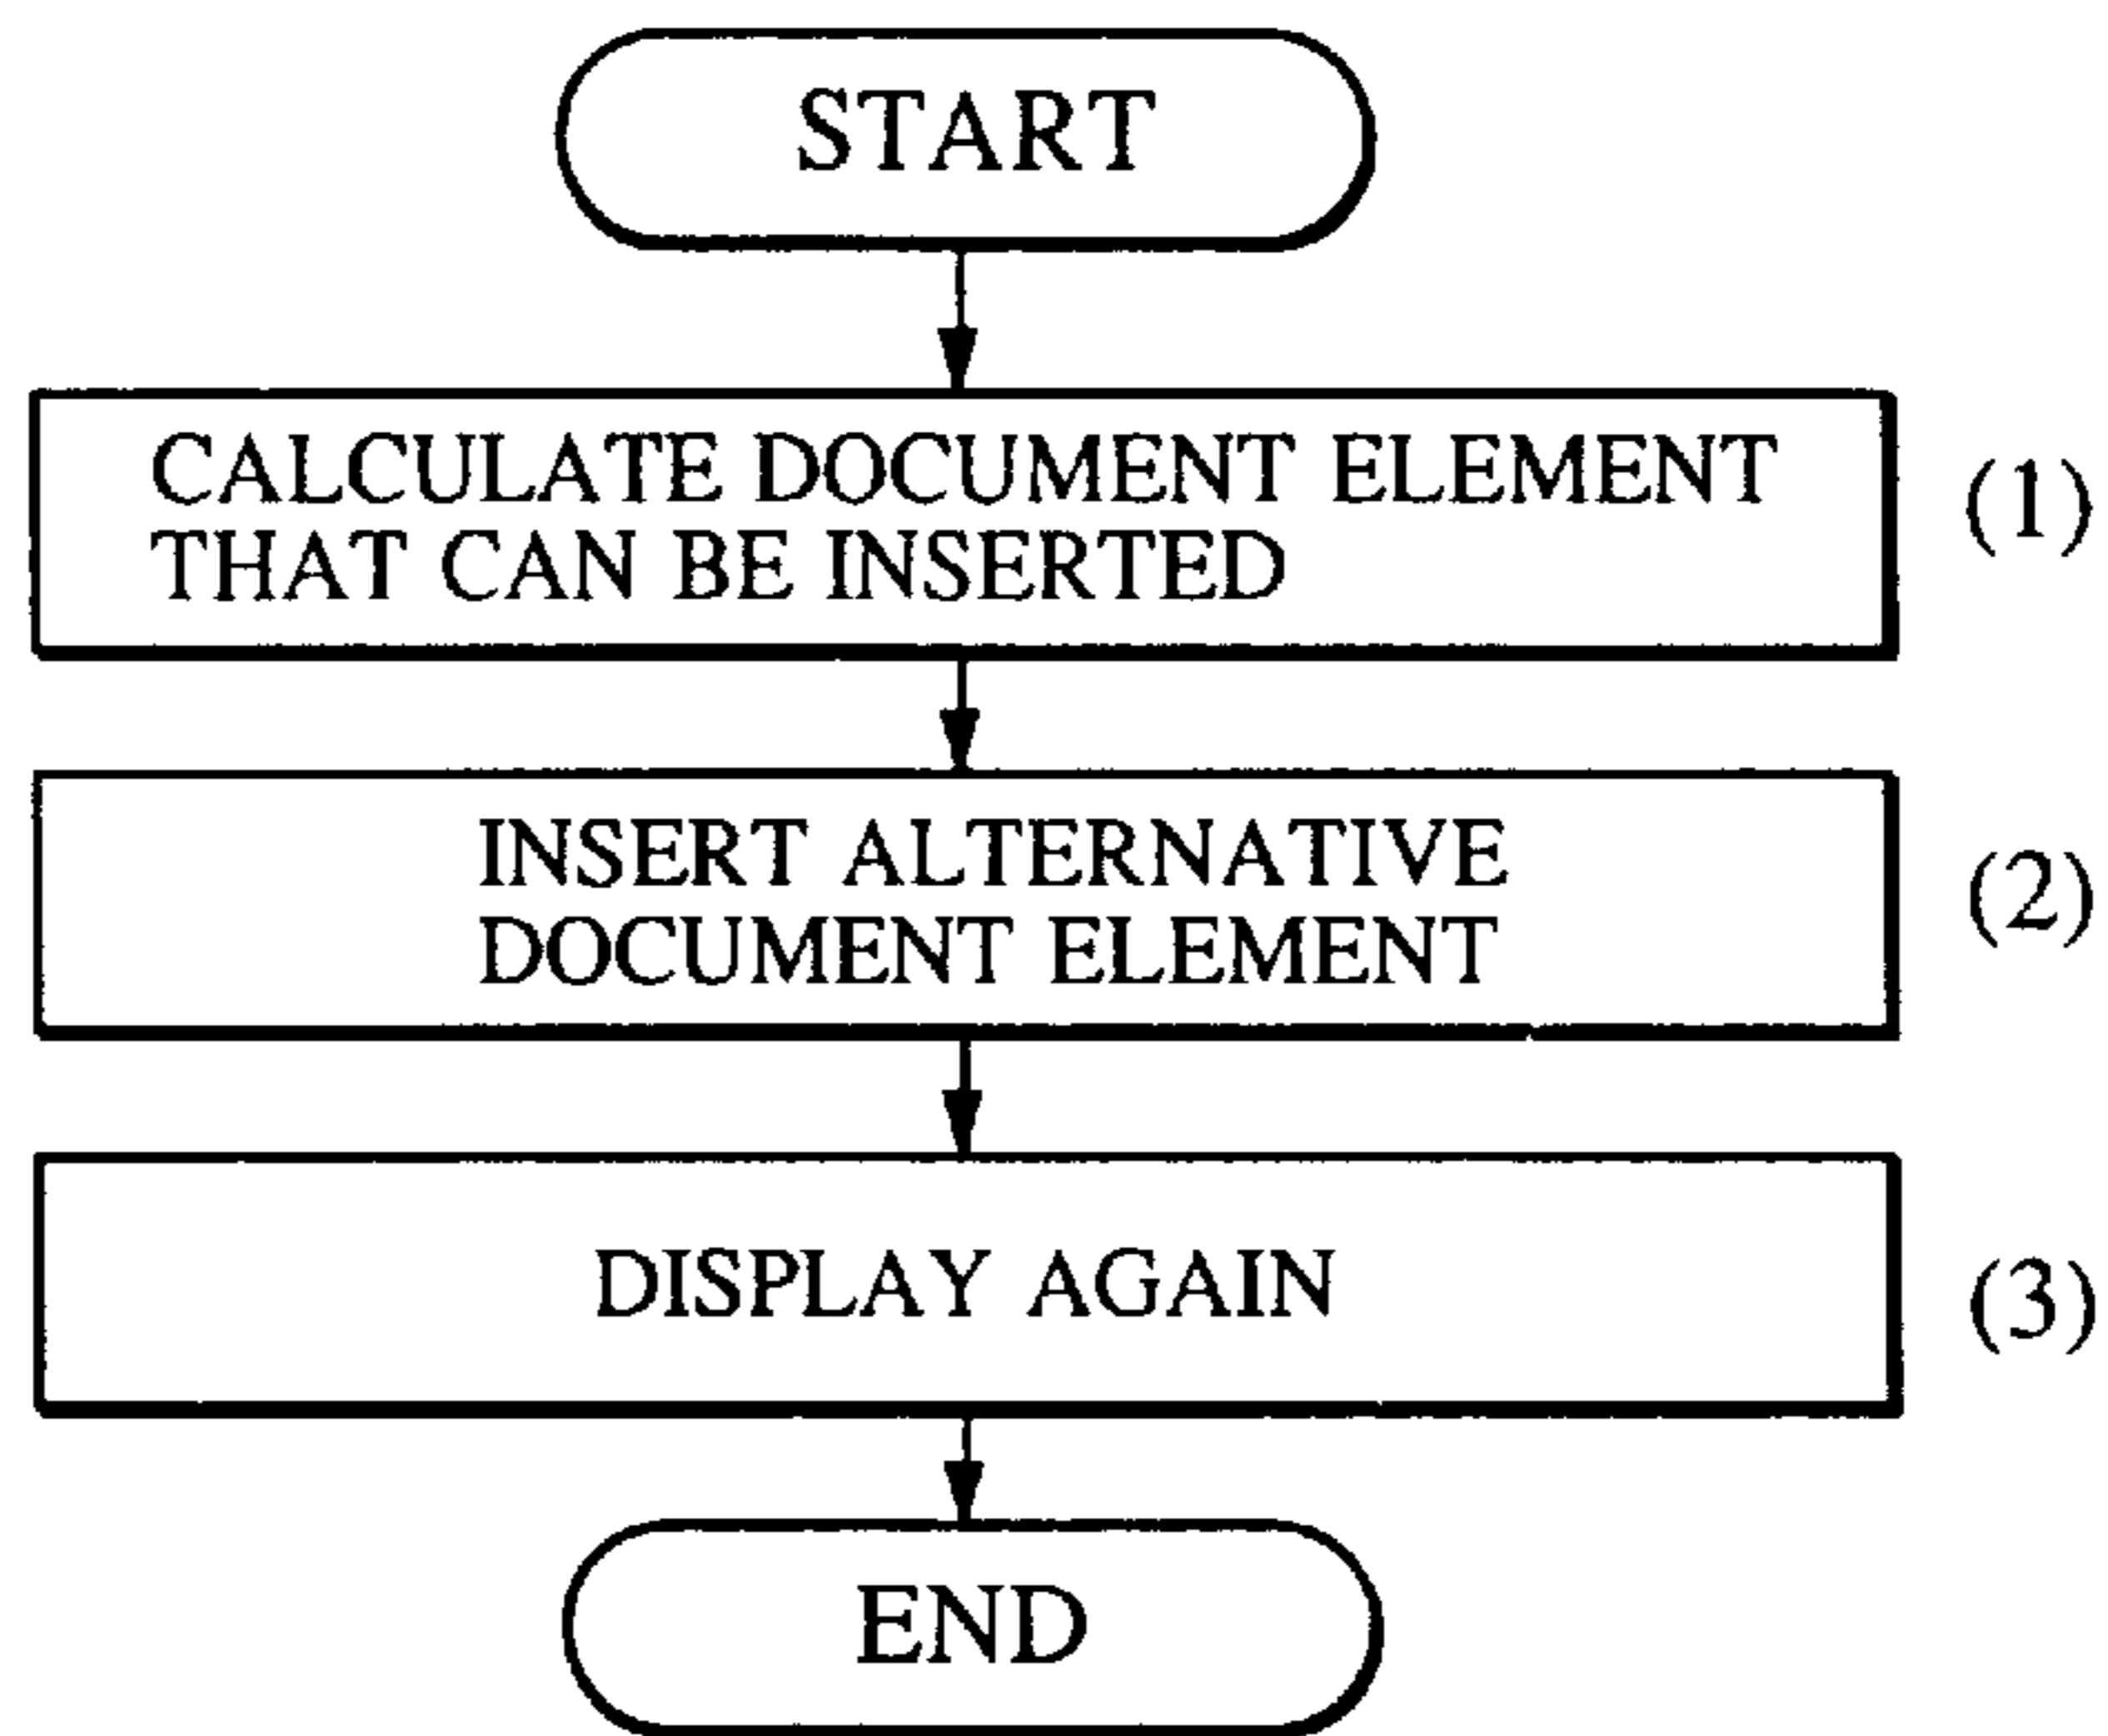 START
CALCULATE DOCUMENT ELEMENT
THAT CAN BE INSERTED
(1)
INSERT ALTERNATIVE
DOCUMENT ELEMENT
(2)
DISPLAY AGAIN
(3)
END